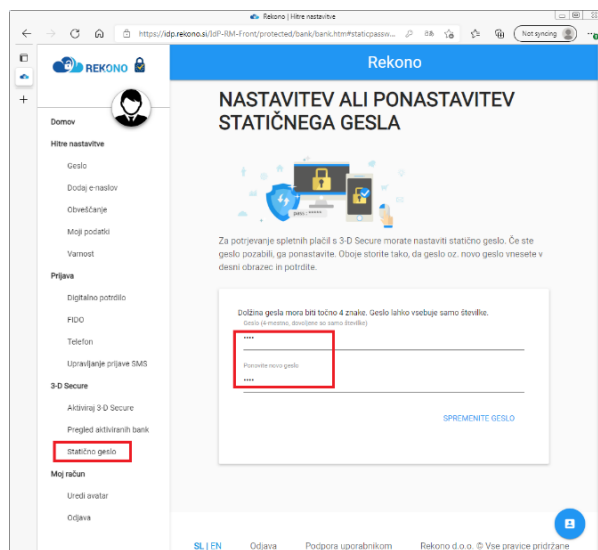 Rekono | Hitre nastavitve
https://idp.rekono.si/IdP-RM-Front/protected/bank/bank.htm#staticpassw...
Not syncing
REKONO
Rekono
Domov
Hitre nastavitve
Geslo
Dodaj e-naslov
Obveščanje
Moji podatki
Varnost
Prijava
Digitalno potrdilo
FIDO
Telefon
Upravljanje prijave SMS
3-D Secure
Aktiviraj 3-D Secure
Pregled aktiviranih bank
Statično geslo
Moj račun
Uredi avatar
Odjava
NASTAVITEV ALI PONASTAVITEV
STATIČNEGA GESLA
Za potrjevanje spletnih plačil s 3-D Secure morate nastaviti statično geslo. Če ste
geslo pozabili, ga ponastavite. Oboje storite tako, da geslo oz. novo geslo vnesete v
desni obrazec in potrdite.
Dolžina gesla mora biti točno 4 znake. Geslo lahko vsebuje samo številke.
Geslo (4 mestno, dovoljene so samo številke)
••••
Ponovite novo geslo
••••
SPREMENITE GESLO
SL | EN
Odjava
Podpora uporabnikom
Rekono d.o.o. © Vse pravice pridržane